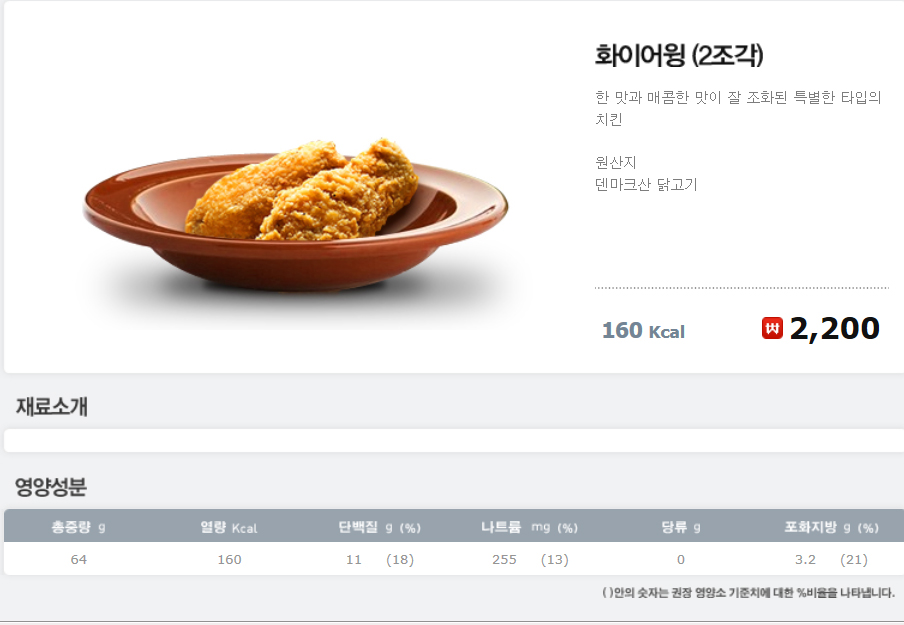 화이어윙 (2조각)
한 맛과 매콤한 맛이 잘 조화된 특별한 타입의
치킨
원산지
덴마크산 닭고기
160 Kcal
₩ 2,200
재료소개
영양성분
총중량 g 열량 Kcal 단백질 g (%) 나트륨 mg (%) 당류 g 포화지방 g (%)
64 160 11 (18) 255 (13) 0 3.2 (21)
( )안의 숫자는 권장 영양소 기준치에 대한 %비율을 나타냅니다.